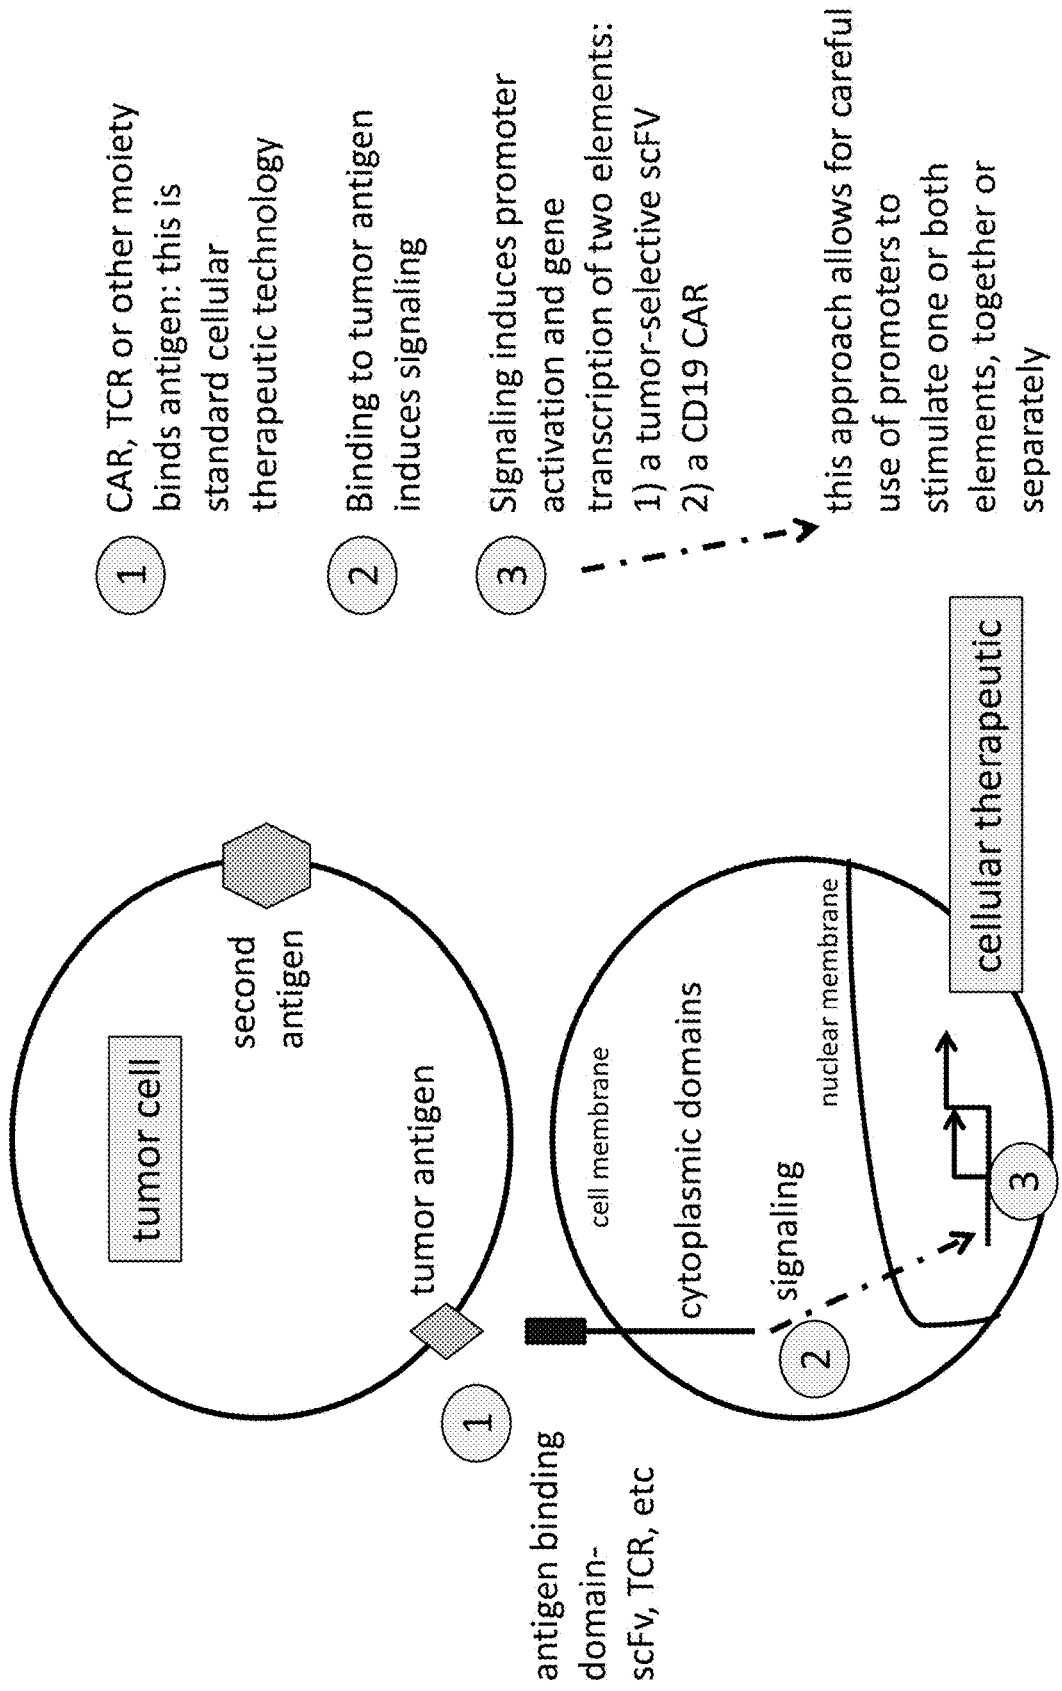 tumor cell
second
antigen
tumor antigen
1
antigen binding
domain-
scFv, TCR, etc
cell membrane
cytoplasmic domains
signaling
2
nuclear membrane
3
cellular therapeutic
1
CAR, TCR or other moiety
binds antigen: this is
standard cellular
therapeutic technology
2
Binding to tumor antigen
induces signaling
3
SIgnaling induces promoter
activation and gene
transcription of two elements:
1) a tumor-selective scFV
2) a CD19 CAR
this approach allows for careful
use of promoters to
stimulate one or both
elements, together or
separately